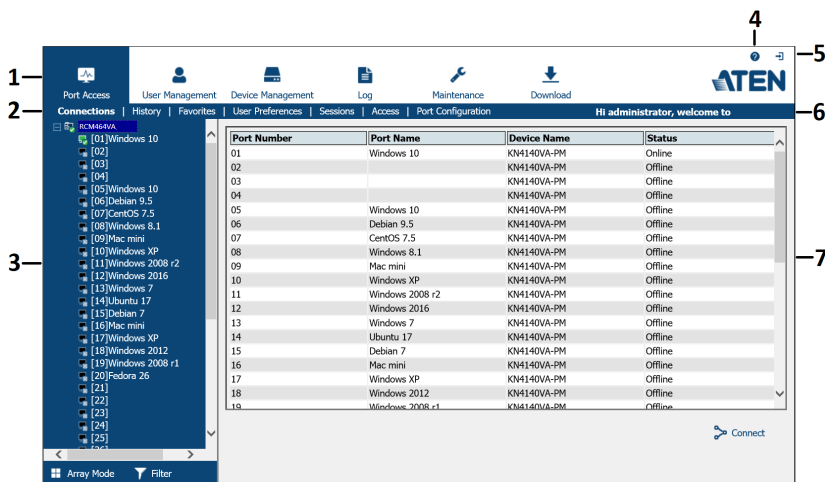 4
5
1
Port Access
User Management
Device Management
Log
Maintenance
Download
ATEN
2
Connections | History | Favorites | User Preferences | Sessions | Access | Port Configuration
Hi administrator, welcome to
6
RCM464VA
[01]Windows 10
[02]
[03]
[04]
[05]Windows 10
[06]Debian 9.5
[07]CentOS 7.5
[08]Windows 8.1
[09]Mac mini
[10]Windows XP
[11]Windows 2008 r2
[12]Windows 2016
[13]Windows 7
[14]Ubuntu 17
[15]Debian 7
[16]Mac mini
[17]Windows XP
[18]Windows 2012
[19]Windows 2008 r1
[20]Fedora 26
[21]
[22]
[23]
[24]
[25]
3
Array Mode
Filter
Port Number Port Name Device Name Status
01 Windows 10 KN4140VA-PM Online
02 KN4140VA-PM Offline
03 KN4140VA-PM Offline
04 KN4140VA-PM Offline
05 Windows 10 KN4140VA-PM Offline
06 Debian 9.5 KN4140VA-PM Offline
07 CentOS 7.5 KN4140VA-PM Offline
08 Windows 8.1 KN4140VA-PM Offline
09 Mac mini KN4140VA-PM Offline
10 Windows XP KN4140VA-PM Offline
11 Windows 2008 r2 KN4140VA-PM Offline
12 Windows 2016 KN4140VA-PM Offline
13 Windows 7 KN4140VA-PM Offline
14 Ubuntu 17 KN4140VA-PM Offline
15 Debian 7 KN4140VA-PM Offline
16 Mac mini KN4140VA-PM Offline
17 Windows XP KN4140VA-PM Offline
18 Windows 2012 KN4140VA-PM Offline
19 Windows 2008 r1 KN4140VA-PM Offline
7
Connect